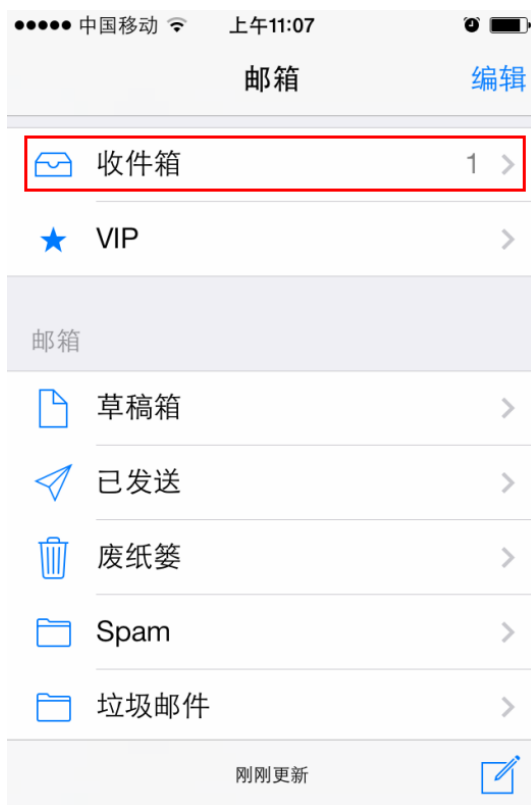 中国移动 上午11:07
邮箱 编辑
收件箱 1
VIP
邮箱
草稿箱
已发送
废纸篓
Spam
垃圾邮件
刚刚更新